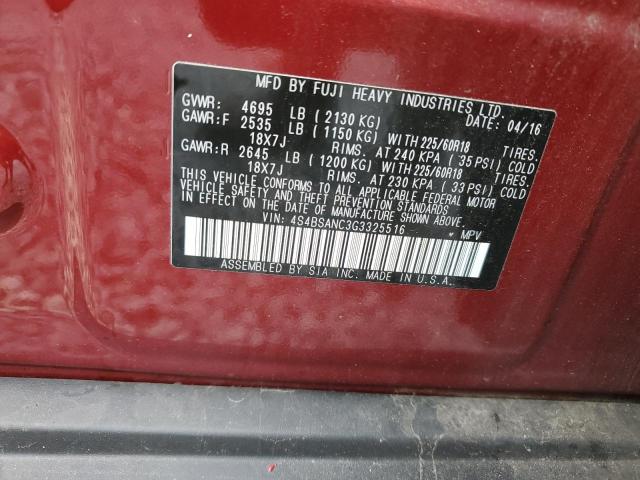 MFD BY FUJI HEAVY INDUSTRIES LTD.
GVWR: 4695 LB ( 2130 KG) DATE: 04/16
GAWR:F 2535 LB ( 1150 KG) WITH 225/60R18 TIRES.
18X7J RIMS. AT 240 KPA ( 35 PSI) COLD
GAWR:R 2645 LB ( 1200 KG) WITH 225/60R18 TIRES.
18X7J RIMS. AT 230 KPA ( 33 PSI) COLD
THIS VEHICLE CONFORMS TO ALL APPLICABLE FEDERAL MOTOR
VEHICLE SAFETY AND BUMPER STANDARDS IN EFFECT ON
THE DATE OF MANUFACTURE SHOWN ABOVE.
VIN: 4S4BSANC3G3325516 MPV
ASSEMBLED BY SIA INC. MADE IN U.S.A.